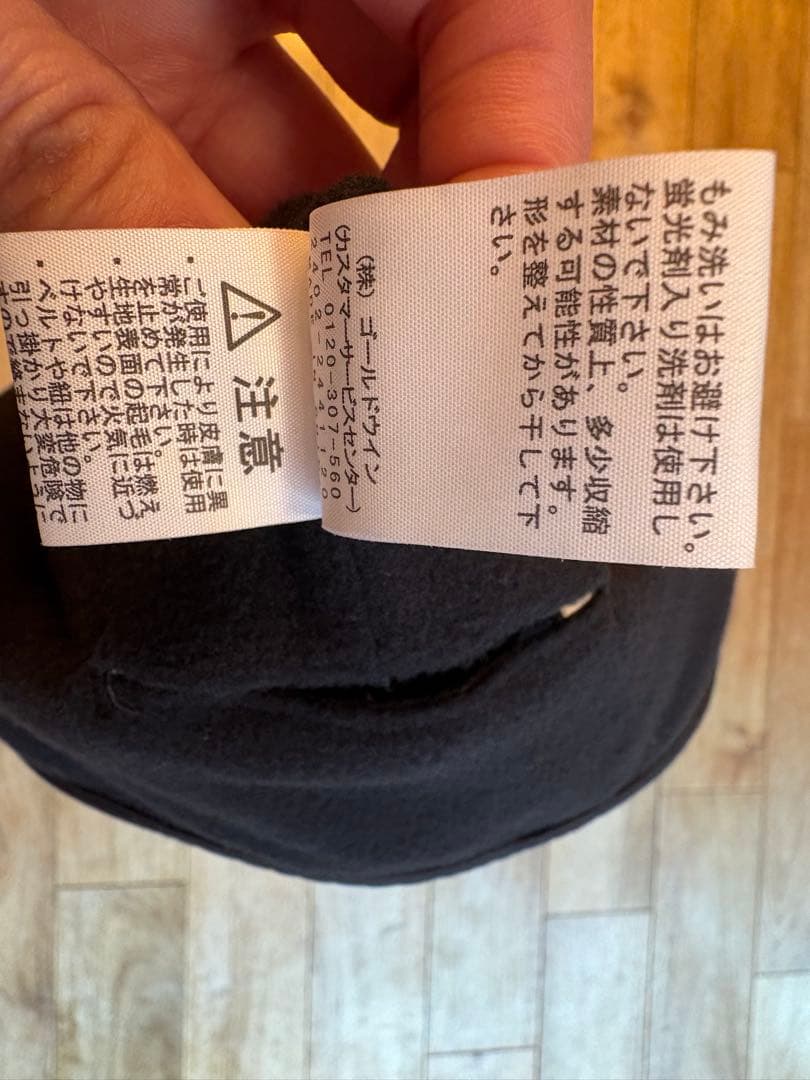 もみ洗いはお避け下さい。
蛍光剤入り洗剤は使用し
ないで下さい。
素材の性質上、多少収縮
する可能性があります。
形を整えてから干して下
さい。
(株) ゴールドウイン
(カスタマーサービスセンター)
TEL 0120-307-560
注意
・ご使用により皮膚に異
常が発生した時は使用
を止めて下さい。
・生地表面の起毛は燃え
やすいので火気に近づ
けないで下さい。
・ベルトや紐は他の物に
引っ掛かり大変危険で